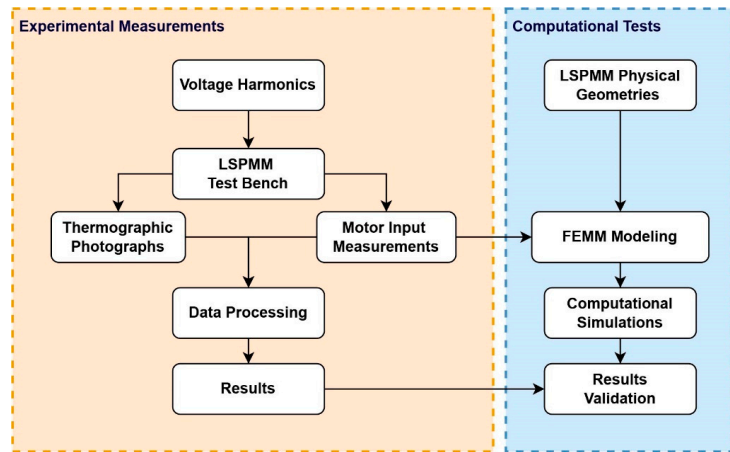 Experimental Measurements
Computational Tests
Voltage Harmonics
LSPMM Physical
Geometries
LSPMM
Test Bench
Thermographic
Photographs
Motor Input
Measurements
FEMM Modeling
Data Processing
Computational
Simulations
Results
Results
Validation